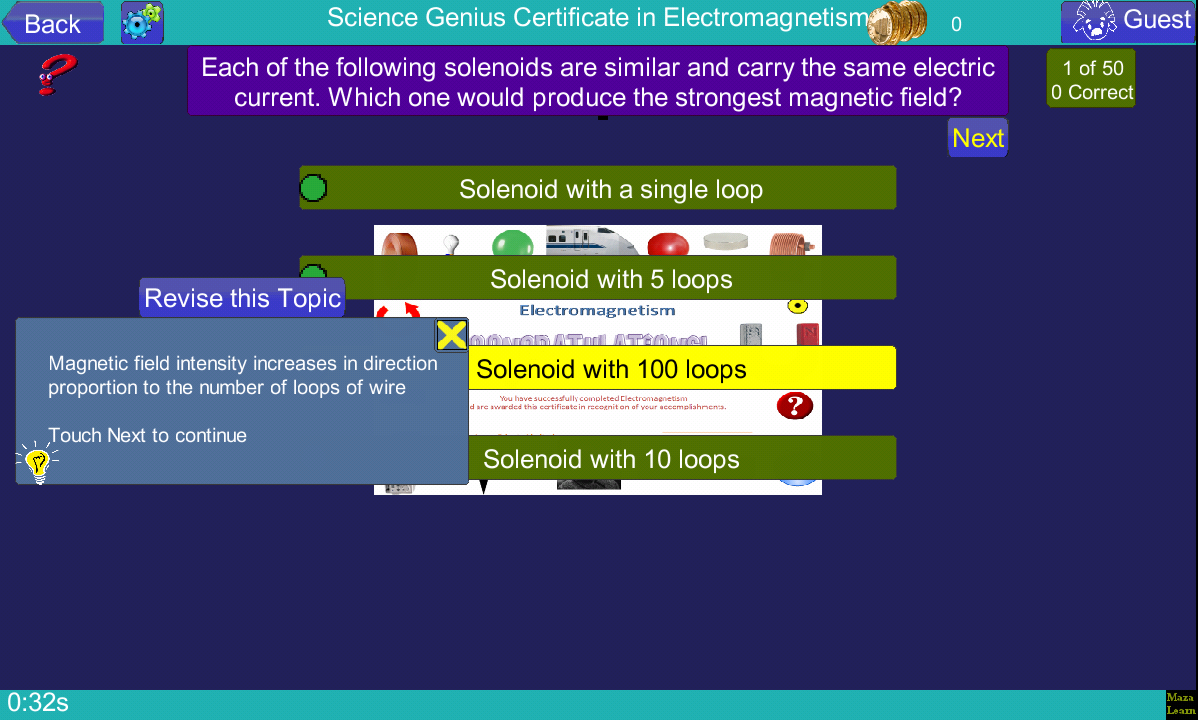 Back
Science Genius Certificate in Electromagnetism
0
Guest
Each of the following solenoids are similar and carry the same electric
current. Which one would produce the strongest magnetic field?
1 of 50
0 Correct
Next
Solenoid with a single loop
Solenoid with 5 loops
Revise this Topic
Electromagnetism
Magnetic field intensity increases in direction
proportion to the number of loops of wire
Touch Next to continue
Solenoid with 100 loops
You have successfully completed Electromagnetism
d are awarded this certificate in recognition of your accomplishments.
Solenoid with 10 loops
0:32s
Maza
Learn